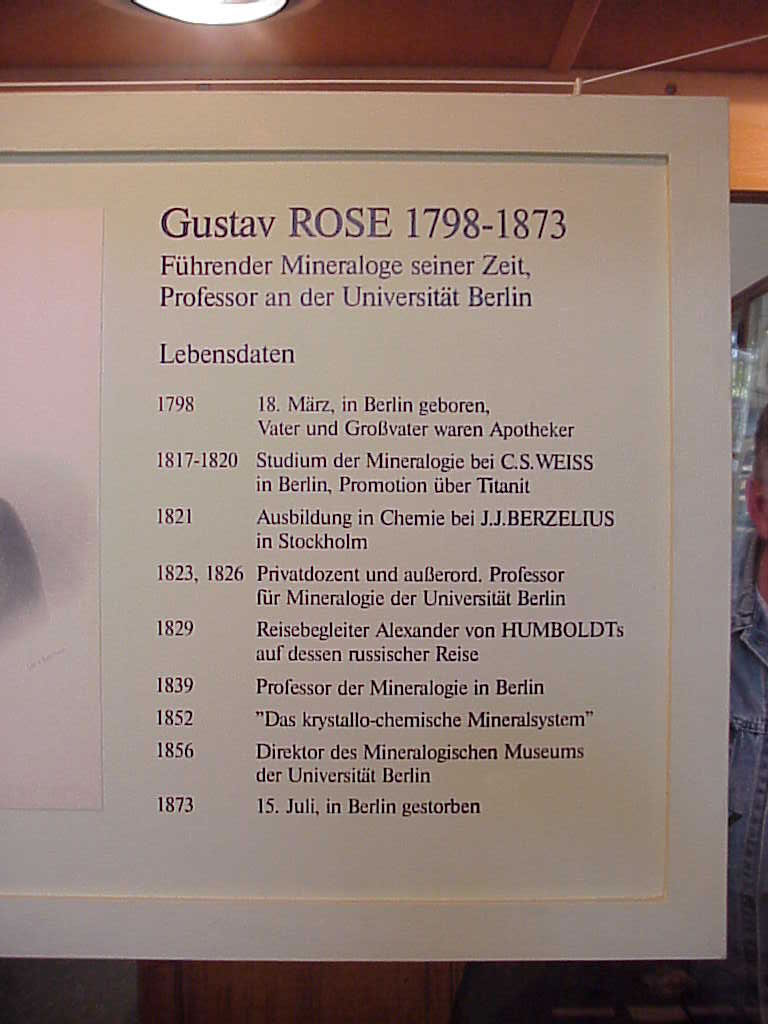 Gustav ROSE 1798-1873
Führender Mineraloge seiner Zeit,
Professor an der Universität Berlin
Lebensdaten
1798 18. März, in Berlin geboren,
Vater und Großvater waren Apotheker
1817-1820 Studium der Mineralogie bei C.S.WEISS
in Berlin, Promotion über Titanit
1821 Ausbildung in Chemie bei J.J.BERZELIUS
in Stockholm
1823, 1826 Privatdozent und außerord. Professor
für Mineralogie der Universität Berlin
1829 Reisebegleiter Alexander von HUMBOLDTs
auf dessen russischer Reise
1839 Professor der Mineralogie in Berlin
1852 "Das krystallo-chemische Mineralsystem"
1856 Direktor des Mineralogischen Museums
der Universität Berlin
1873 15. Juli, in Berlin gestorben